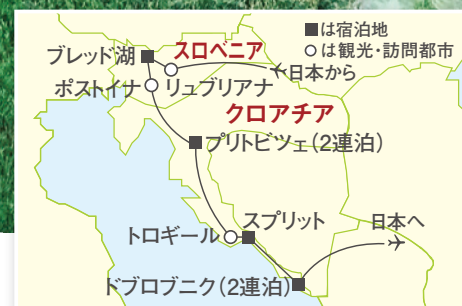 ■は宿泊地
○は観光・訪問都市
ブレッド湖
スロベニア
日本から
ポストイナ
リュブリアナ
クロアチア
プリトビツェ(2連泊)
スプリット
日本へ
トロギール
ドブロブニク(2連泊)